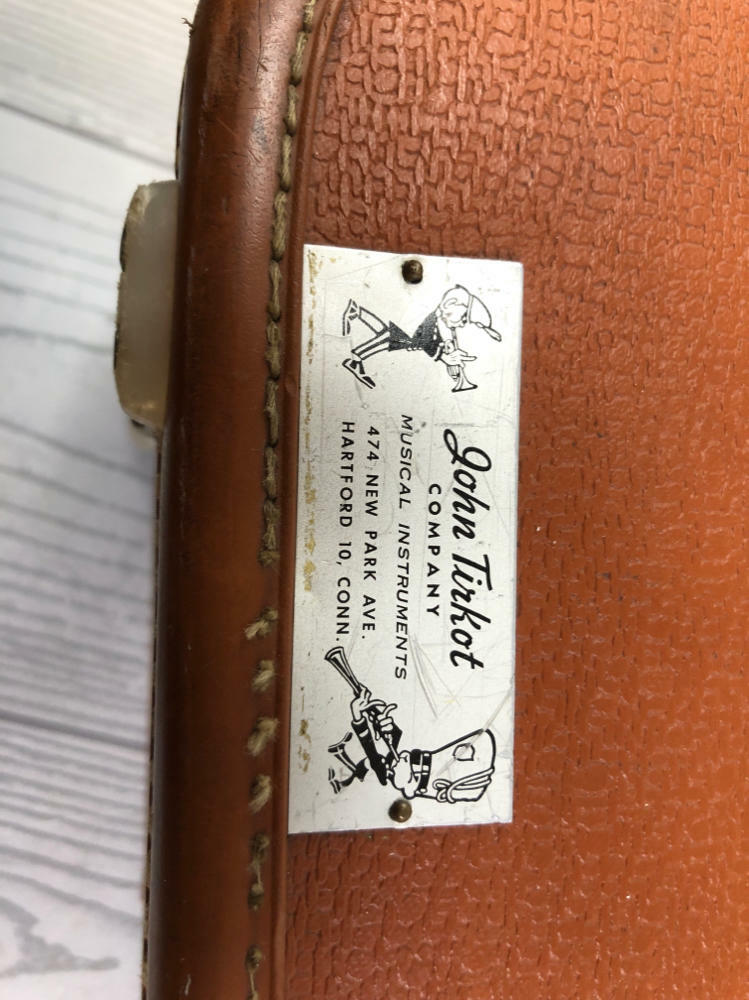 John Tirkot
COMPANY
MUSICAL INSTRUMENTS
474 NEW PARK AVE.
HARTFORD 10, CONN.